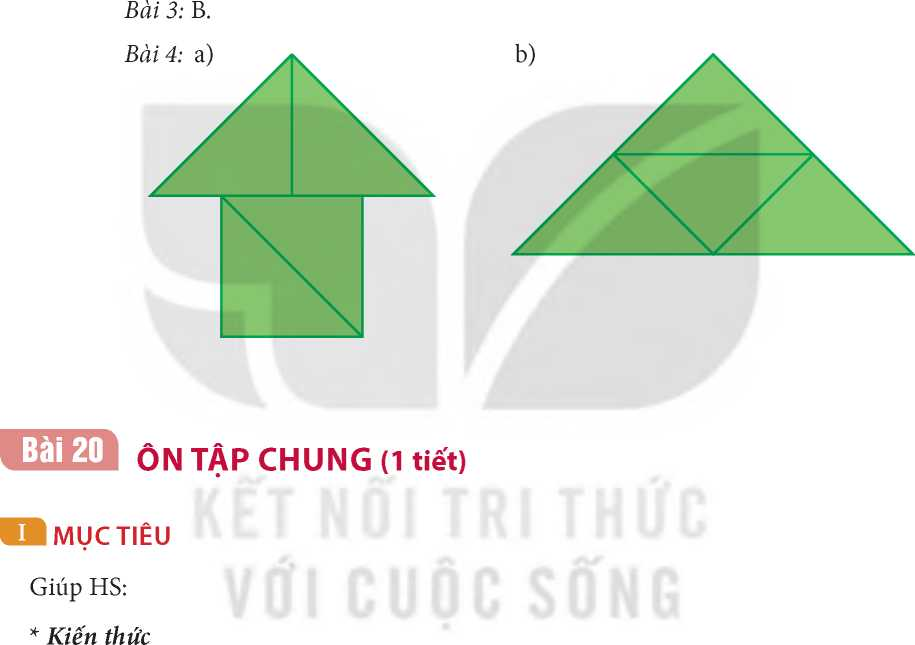 Bài 3: B.
Bài 4: a) b)
Bài 20 ÔN TẬP CHUNG (1 tiết)
KẾT NỐI TRI THỨC
I MỤC TIÊU
Giúp HS:
VỚI CUỘC SỐNG
* Kiến thức